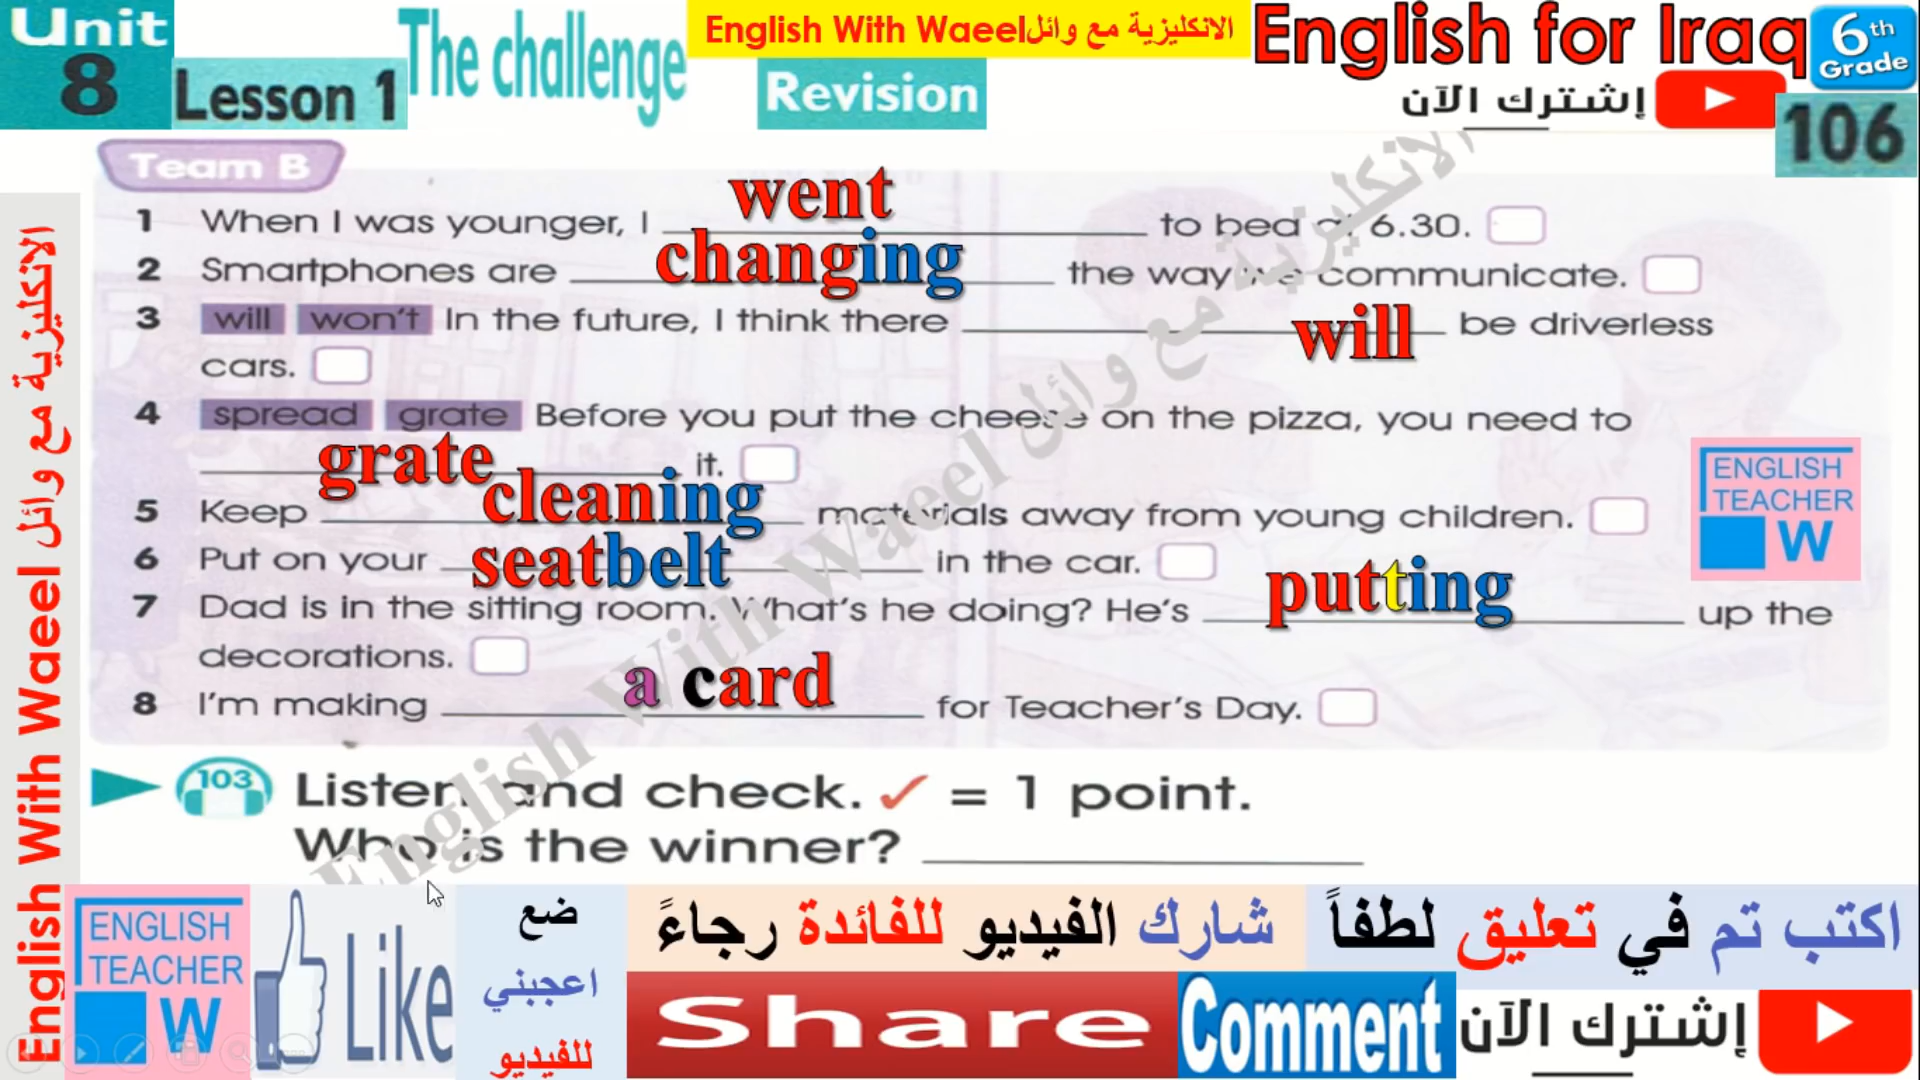 Unit
8
Lesson 1
The challenge
English With Waeel الانكليزية مع وائل
Revision
English for Iraq
6th
Grade
إشترك الآن
106
Team B
1 When I was younger, I went to bed at 6.30.
2 Smartphones are changing the way we communicate.
3 will won't In the future, I think there will be driverless
cars.
4 spread grate Before you put the cheese on the pizza, you need to
grate it.
5 Keep cleaning materials away from young children.
6 Put on your seatbelt in the car.
7 Dad is in the sitting room. What's he doing? He's putting up the
decorations.
8 I'm making a card for Teacher's Day.
ENGLISH
TEACHER
W
103 Listen and check. ✓ = 1 point.
Who is the winner?
English With Waeel الانكليزية مع وائل
English With Waeel الانكليزية مع وائل
ENGLISH
TEACHER
W
Like
ضع
اعجبني
للفيديو
شارك الفيديو للفائدة رجاءً
اكتب تم في تعليق لطفاً
Share
Comment
إشترك الآن